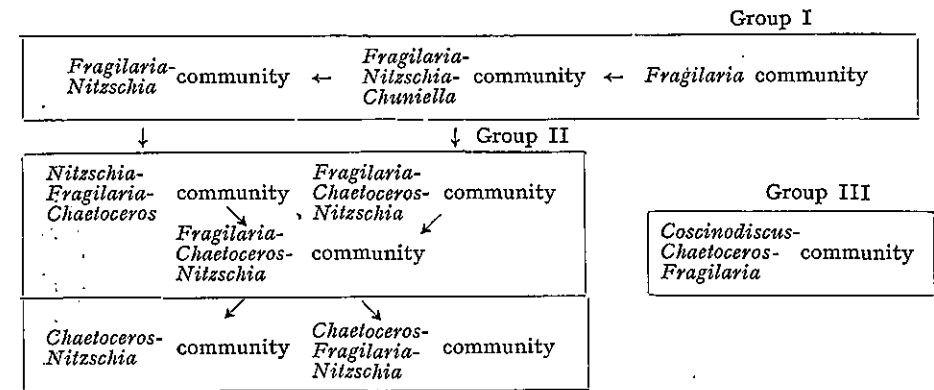 Group I
Fragilaria-
Nitzschia community ← Fragilaria-
Nitzschia-
Chuniella community ← Fragilaria community
↓ ↓ Group II
Nitzschia-
Fragilaria-
Chaetoceros community
Fragilaria-
Chaetoceros-
Nitzschia community
Fragilaria-
Chaetoceros-
Nitzschia community
Chaetoceros-
Nitzschia community
Chaetoceros-
Fragilaria-
Nitzschia community
Group III
Coscinodiscus-
Chaetoceros-
Fragilaria community